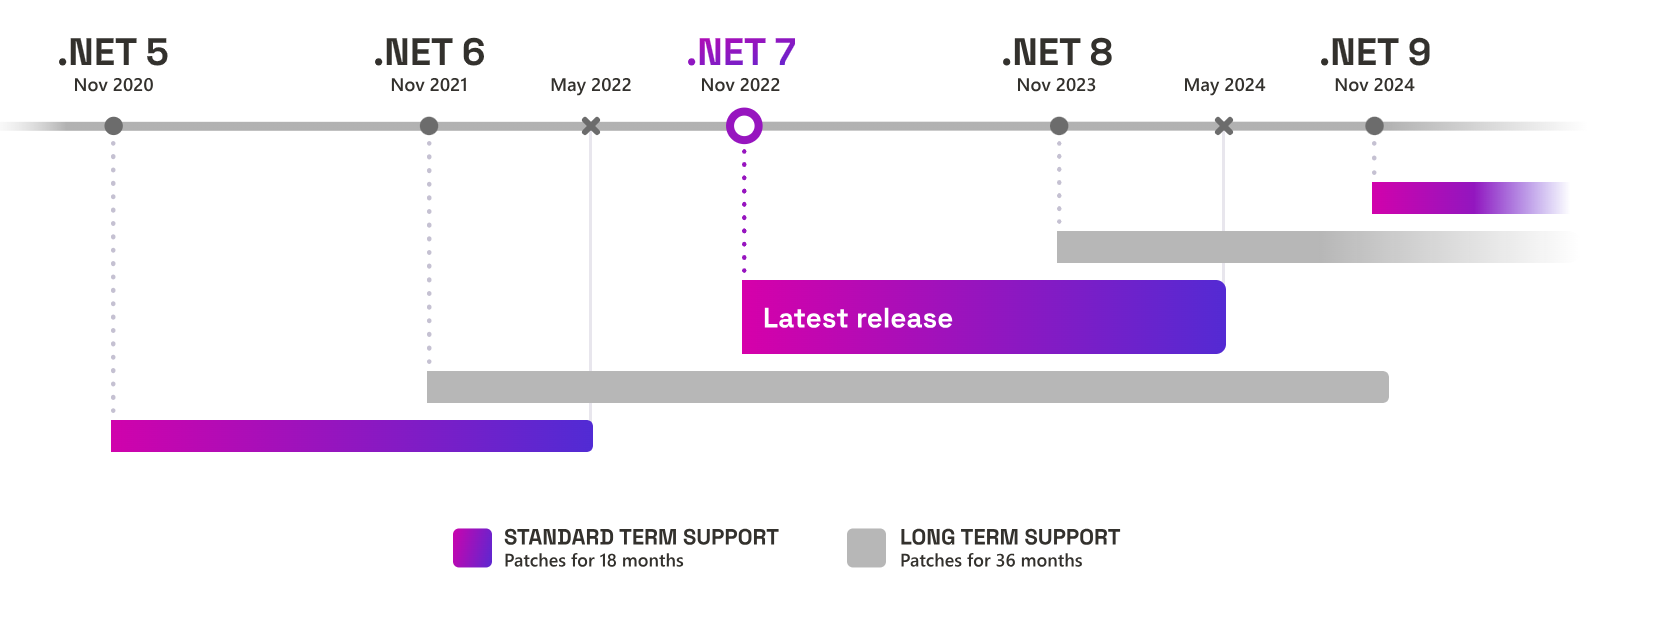 .NET 5
Nov 2020
.NET 6
Nov 2021
May 2022
.NET 7
Nov 2022
.NET 8
Nov 2023
May 2024
.NET 9
Nov 2024
Latest release
STANDARD TERM SUPPORT
Patches for 18 months
LONG TERM SUPPORT
Patches for 36 months